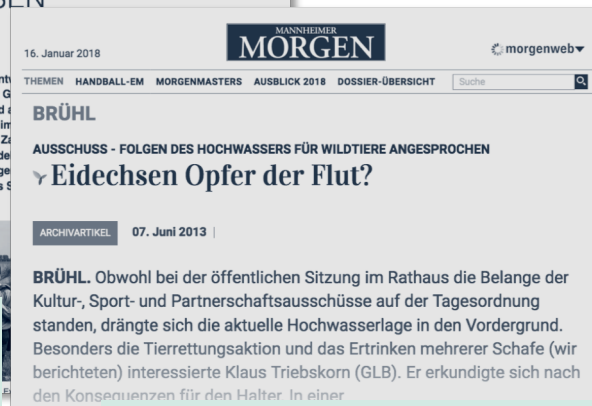 16. Januar 2018
MANNHEIMER
MORGEN
morgenweb
THEMEN HANDBALL-EM MORGENMASTERS AUSBLICK 2018 DOSSIER-ÜBERSICHT Suche
BRÜHL
AUSSCHUSS - FOLGEN DES HOCHWASSERS FÜR WILDTIERE ANGESPROCHEN
Eidechsen Opfer der Flut?
ARCHIVARTIKEL 07. Juni 2013 |
BRÜHL. Obwohl bei der öffentlichen Sitzung im Rathaus die Belange der
Kultur-, Sport- und Partnerschaftsausschüsse auf der Tagesordnung
standen, drängte sich die aktuelle Hochwasserlage in den Vordergrund.
Besonders die Tierrettungsaktion und das Ertrinken mehrerer Schafe (wir
berichteten) interessierte Klaus Triebskorn (GLB). Er erkundigte sich nach
den Konsequenzen für den Halter. In einer